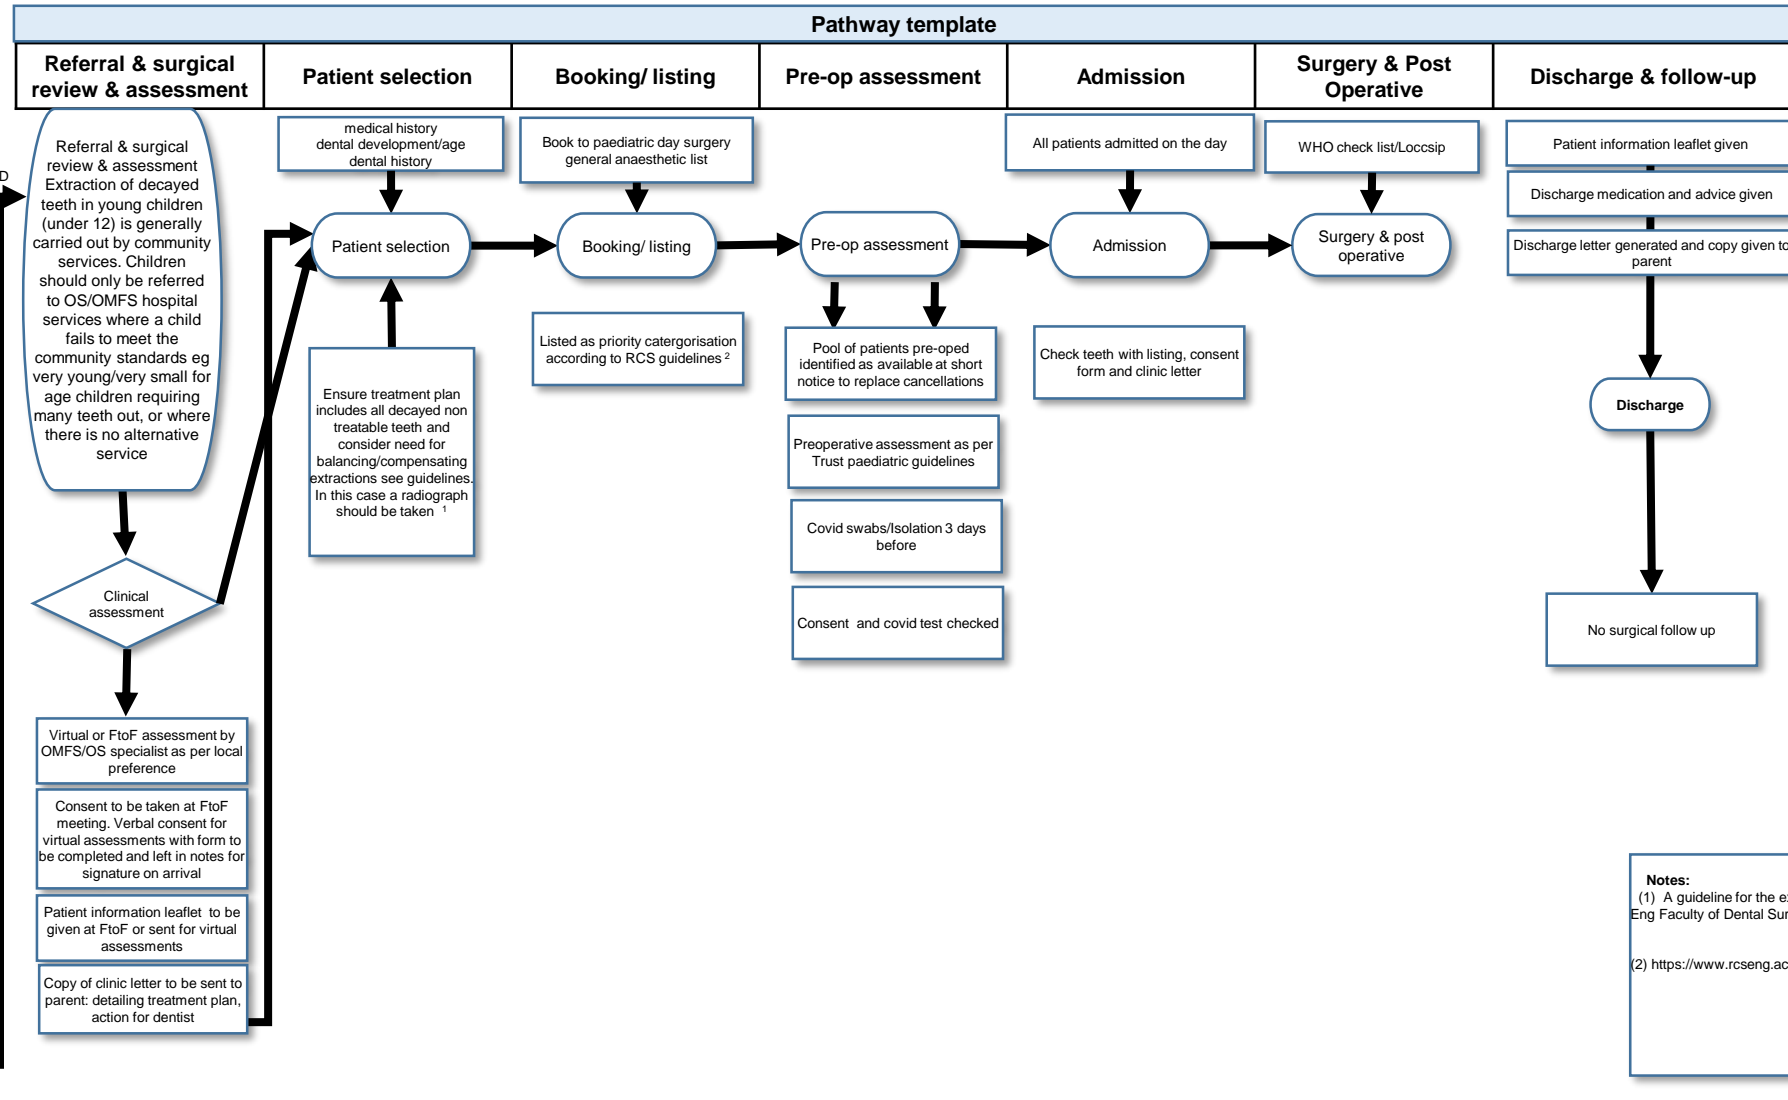 Pathway template
Referral & surgical
review & assessment
Patient selection
Booking/ listing
Pre-op assessment
Admission
Surgery & Post
Operative
Discharge & follow-up
D
Referral & surgical
review & assessment
Extraction of decayed
teeth in young children
(under 12) is generally
carried out by community
services. Children
should only be referred
to OS/OMFS hospital
services where a child
fails to meet the
community standards eg
very young/very small for
age children requiring
many teeth out, or where
there is no alternative
service
Clinical
assessment
Virtual or FtoF assessment by
OMFS/OS specialist as per local
preference
Consent to be taken at FtoF
meeting. Verbal consent for
virtual assessments with form to
be completed and left in notes for
signature on arrival
Patient information leaflet to be
given at FtoF or sent for virtual
assessments
Copy of clinic letter to be sent to
parent: detailing treatment plan,
action for dentist
medical history
dental development/age
dental history
Patient selection
Ensure treatment plan
includes all decayed non
treatable teeth and
consider need for
balancing/compensating
extractions see guidelines.
In this case a radiograph
should be taken 1
Book to paediatric day surgery
general anaesthetic list
Booking/ listing
Listed as priority catergorisation
according to RCS guidelines 2
Pre-op assessment
Pool of patients pre-oped
identified as available at short
notice to replace cancellations
Preoperative assessment as per
Trust paediatric guidelines
Covid swabs/Isolation 3 days
before
Consent and covid test checked
All patients admitted on the day
Admission
Check teeth with listing, consent
form and clinic letter
WHO check list/Loccsip
Surgery & post
operative
Patient information leaflet given
Discharge medication and advice given
Discharge letter generated and copy given to
parent
Discharge
No surgical follow up
Notes:
(1) A guideline for the e
Eng Faculty of Dental Sur
(2) https://www.rcseng.ac